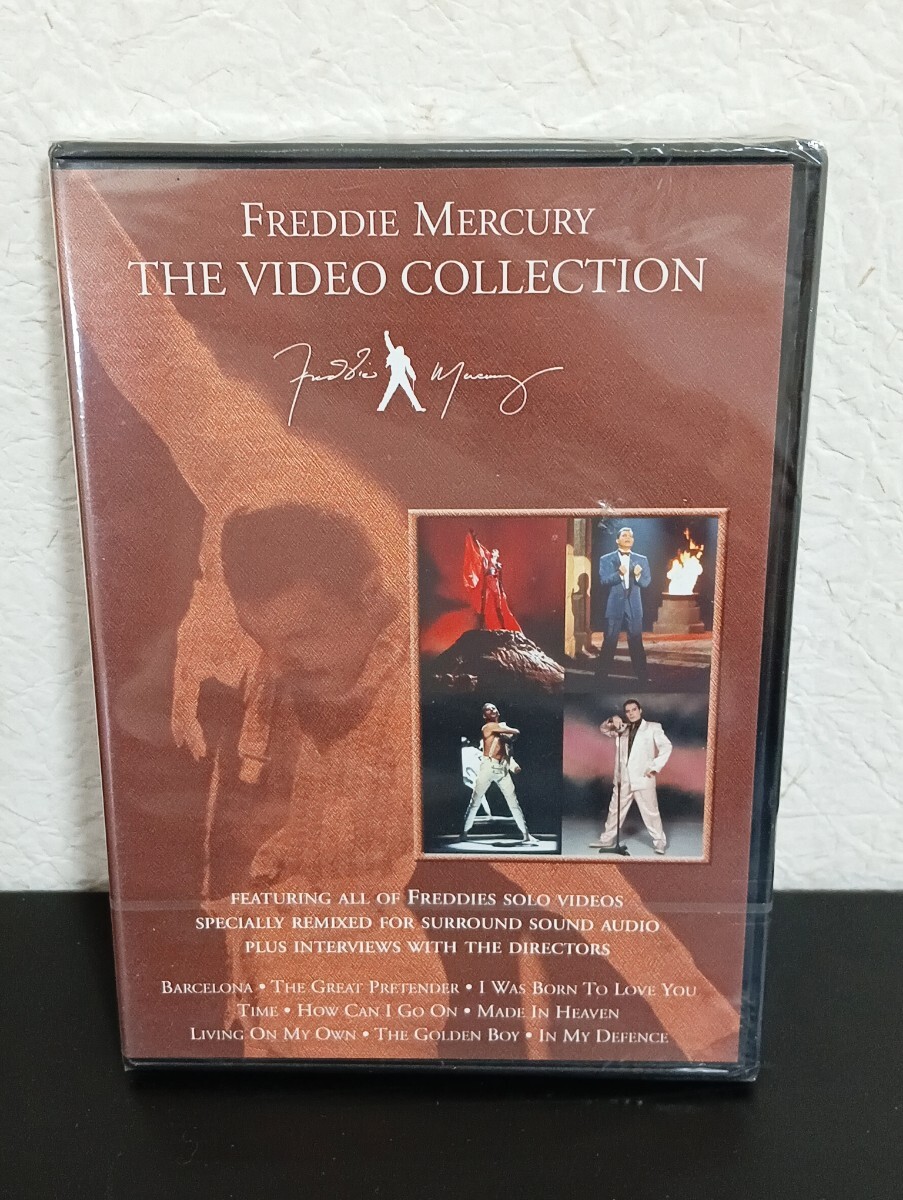 FREDDIE MERCURY
THE VIDEO COLLECTION
Freddie Mercury
FEATURING ALL OF FREDDIES SOLO VIDEOS
SPECIALLY REMIXED FOR SURROUND SOUND AUDIO
PLUS INTERVIEWS WITH THE DIRECTORS
BARCELONA • THE GREAT PRETENDER • I WAS BORN TO LOVE YOU
TIME • HOW CAN I GO ON • MADE IN HEAVEN
LIVING ON MY OWN • THE GOLDEN BOY • IN MY DEFENCE